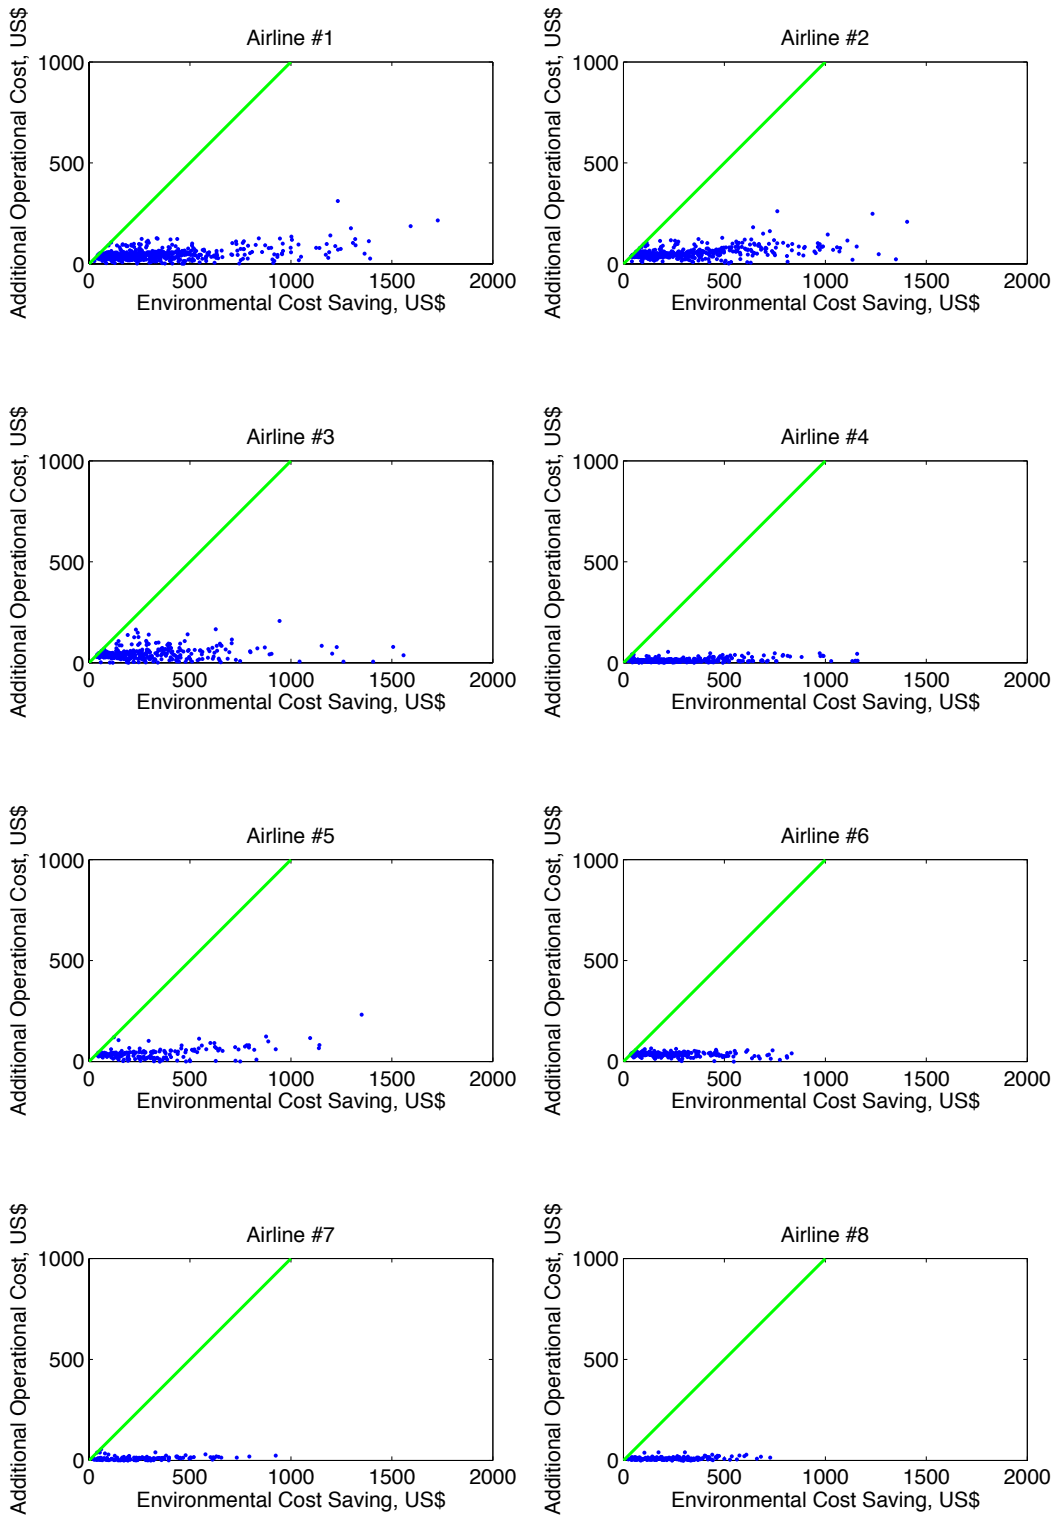 Airline #1
Additional Operational Cost, US$
1000
500
0
0 500 1000 1500 2000
Environmental Cost Saving, US$
Airline #2
Additional Operational Cost, US$
1000
500
0
0 500 1000 1500 2000
Environmental Cost Saving, US$
Airline #3
Additional Operational Cost, US$
1000
500
0
0 500 1000 1500 2000
Environmental Cost Saving, US$
Airline #4
Additional Operational Cost, US$
1000
500
0
0 500 1000 1500 2000
Environmental Cost Saving, US$
Airline #5
Additional Operational Cost, US$
1000
500
0
0 500 1000 1500 2000
Environmental Cost Saving, US$
Airline #6
Additional Operational Cost, US$
1000
500
0
0 500 1000 1500 2000
Environmental Cost Saving, US$
Airline #7
Additional Operational Cost, US$
1000
500
0
0 500 1000 1500 2000
Environmental Cost Saving, US$
Airline #8
Additional Operational Cost, US$
1000
500
0
0 500 1000 1500 2000
Environmental Cost Saving, US$